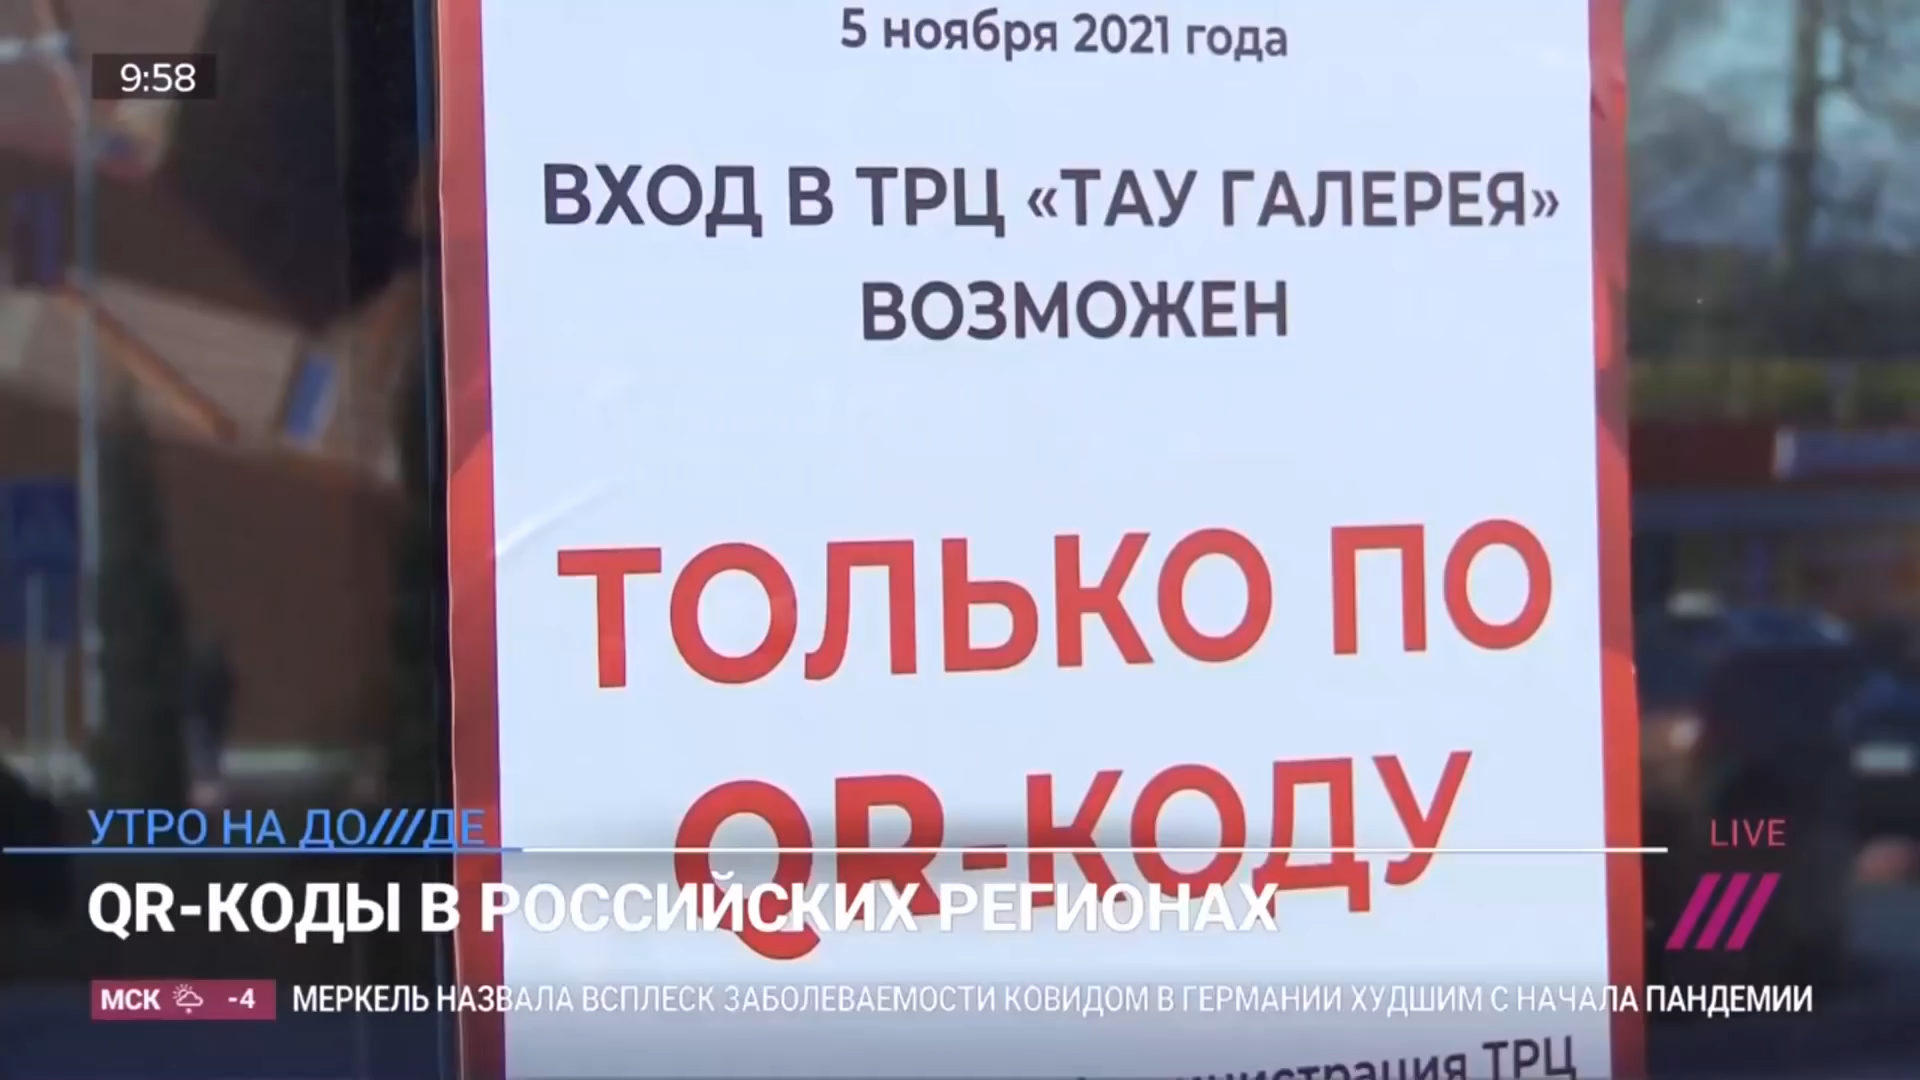 9:58
5 ноября 2021 года
ВХОД В ТРЦ «ТАУ ГАЛЕРЕЯ»
ВОЗМОЖЕН
ТОЛЬКО ПО
QR-КОДУ
УТРО НА ДО///ДЕ
LIVE
QR-КОДЫ В РОССИЙСКИХ РЕГИОНАХ
МСК -4 МЕРКЕЛЬ НАЗВАЛА ВСПЛЕСК ЗАБОЛЕВАЕМОСТИ КОВИДОМ В ГЕРМАНИИ ХУДШИМ С НАЧАЛА ПАНДЕМИИ
ТРЦ